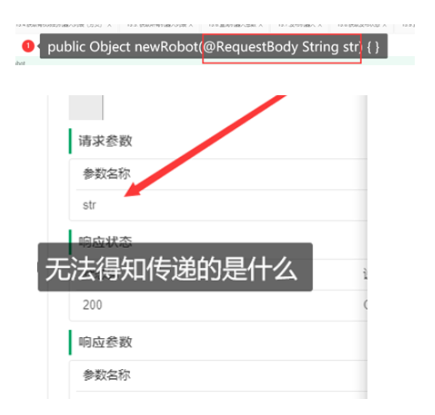 1 public Object newRobot(@RequestBody String str) { }
请求参数
参数名称
str
响应状态
无法得知传递的是什么
200
响应参数
参数名称